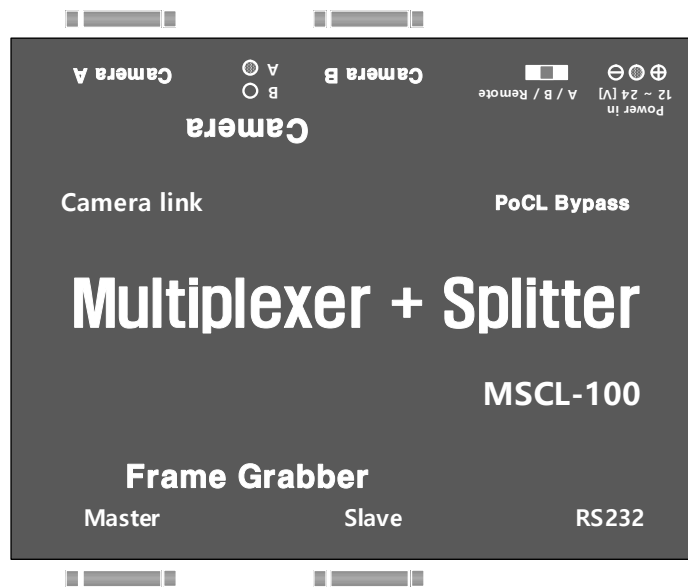 Camera A
A
B
Camera B
A / B / Remote
12 ~ 24 [V]
Power in
Camera
Camera link
PoCL Bypass
Multiplexer + Splitter
MSCL-100
Frame Grabber
Master
Slave
RS232